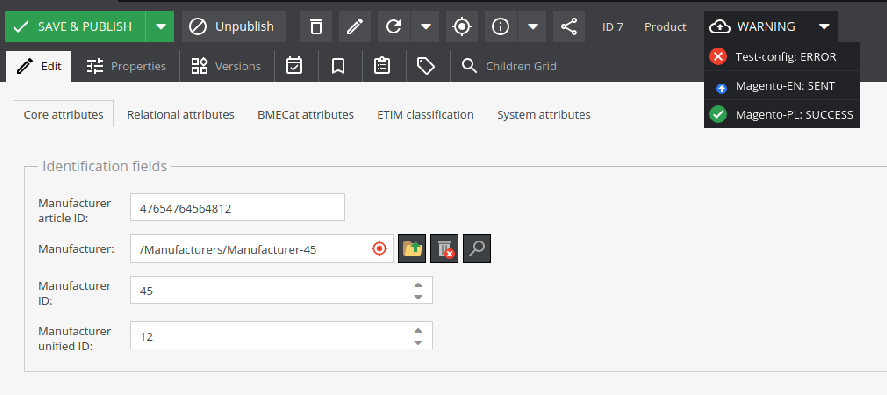 SAVE & PUBLISH Unpublish ID 7 Product WARNING
Test-config: ERROR
Magento-EN: SENT
Magento-PL: SUCCESS
Edit Properties Versions Children Grid
Core attributes Relational attributes BMECat attributes ETIM classification System attributes
Identification fields
Manufacturer
article ID:
47654764564812
Manufacturer: /Manufacturers/Manufacturer-45
Manufacturer
ID:
45
Manufacturer
unified ID:
12